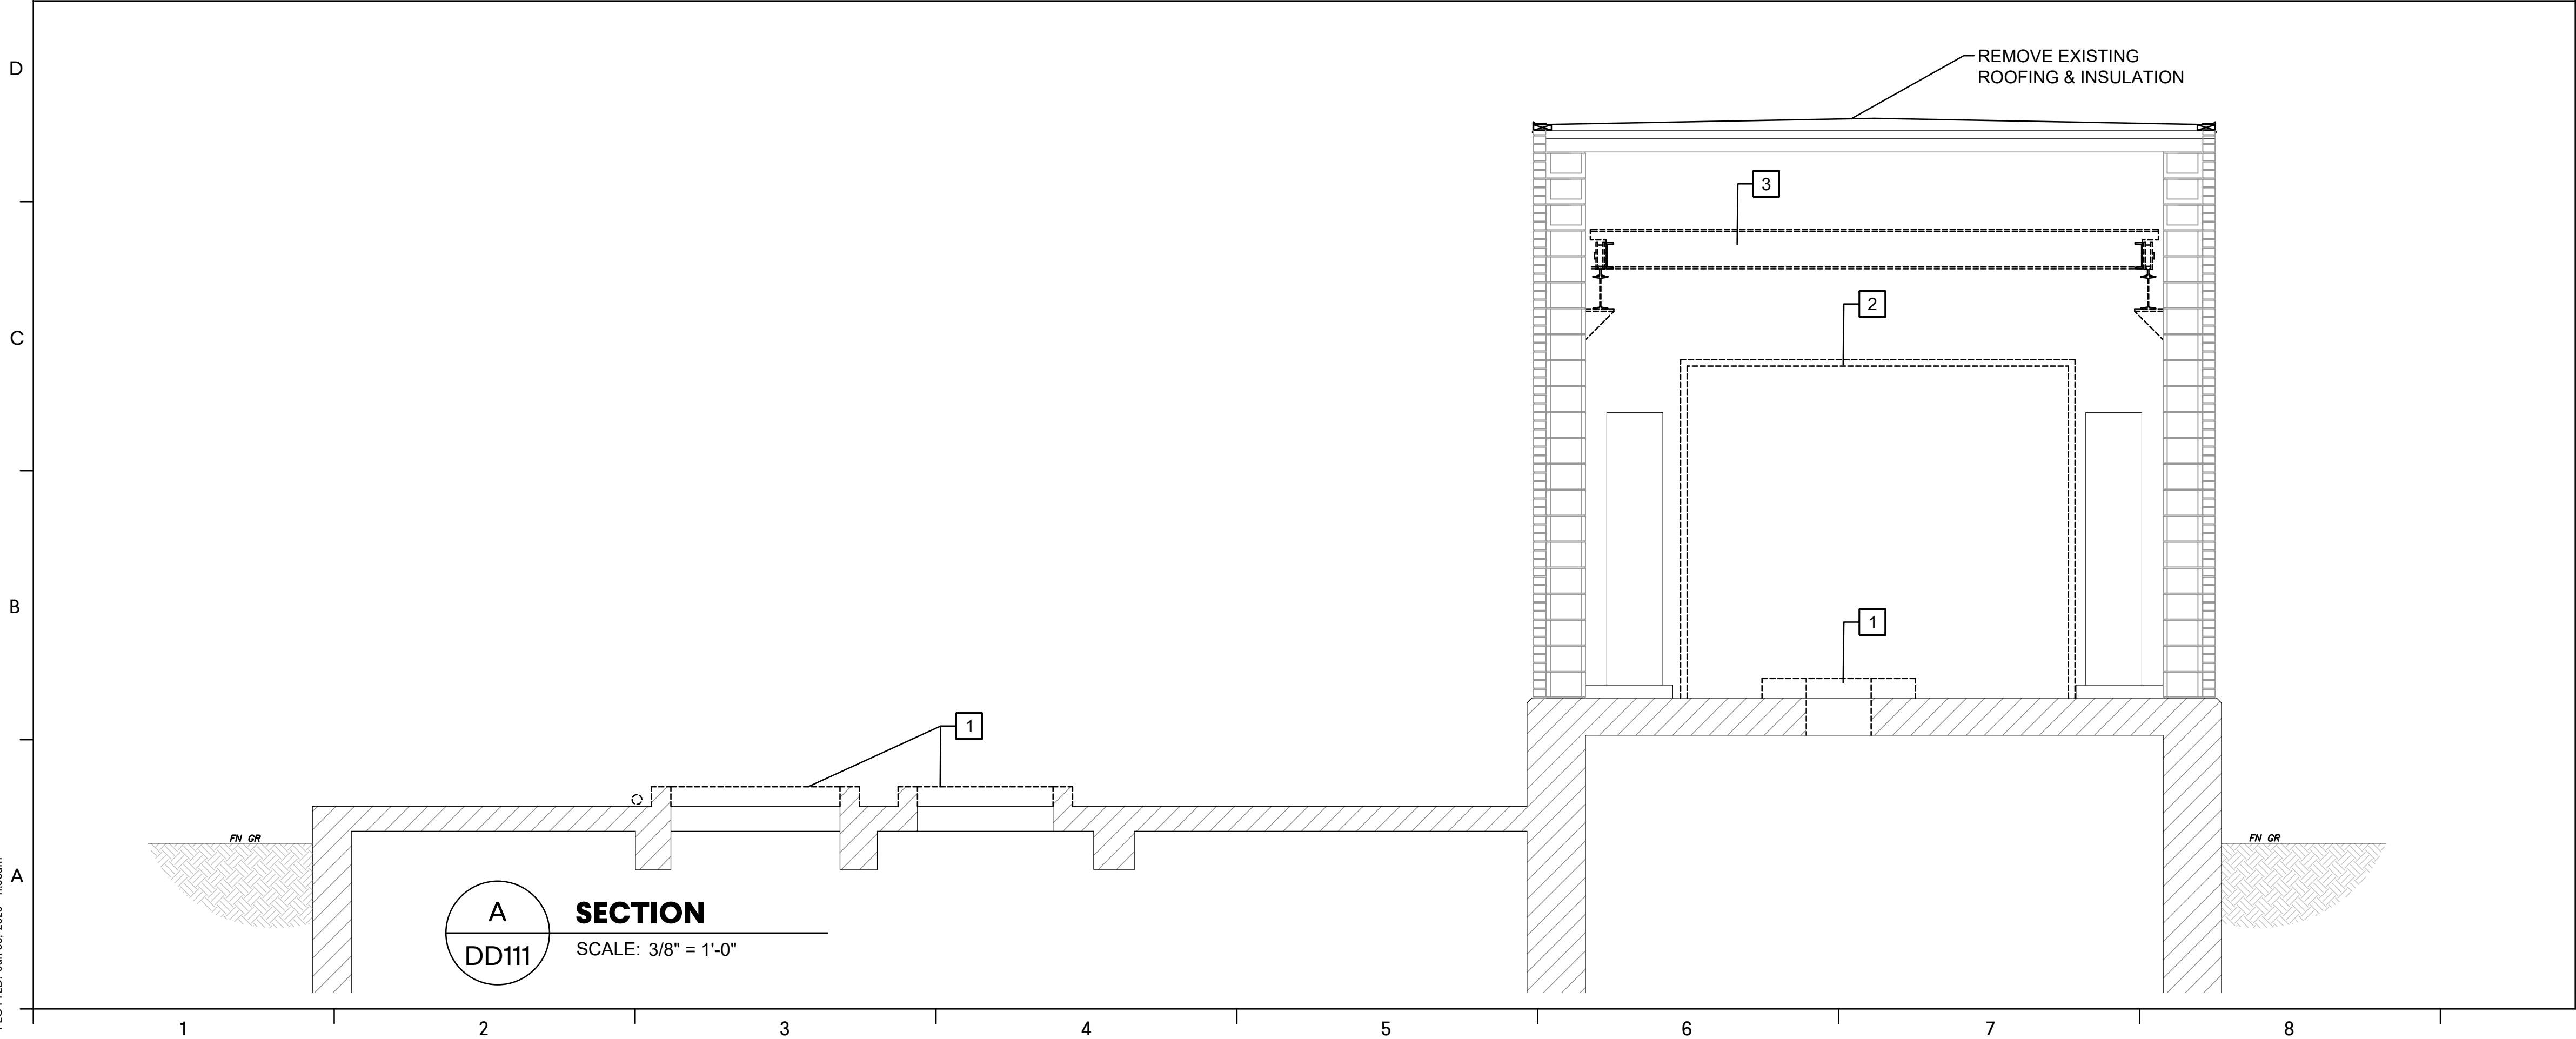 D
REMOVE EXISTING
ROOFING & INSULATION
3
C
2
B
1
1
FN GR
FN GR
A
A
SECTION
DD111
SCALE: 3/8" = 1'-0"
1
2
3
4
5
6
7
8